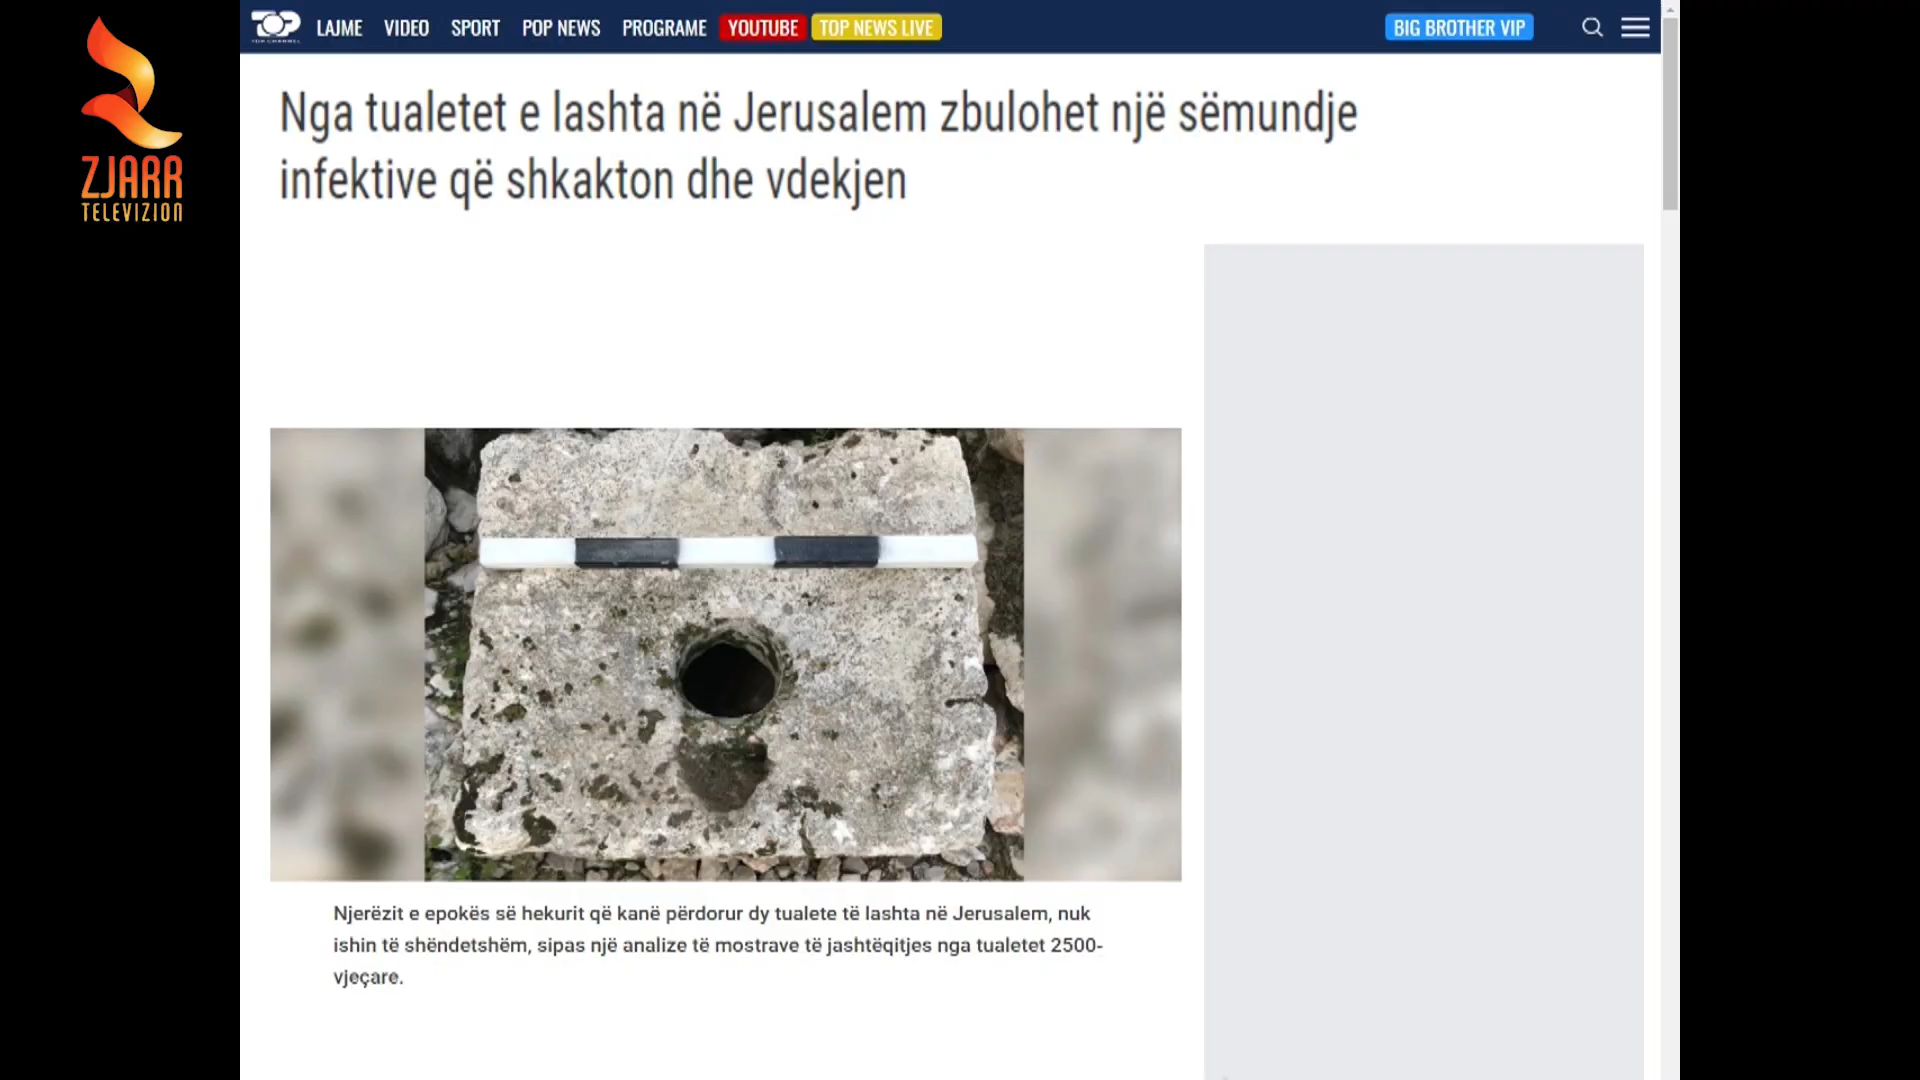 ZJARR
TELEVIZION
TOP
LAJME VIDEO SPORT POP NEWS PROGRAME YOUTUBE TOP NEWS LIVE BIG BROTHER VIP
Nga tualetet e lashta në Jerusalem zbulohet një sëmundje
infektive që shkakton dhe vdekjen
Njerëzit e epokës së hekurit që kanë përdorur dy tualete të lashta në Jerusalem, nuk
ishin të shëndetshëm, sipas një analize të mostrave të jashtëqitjes nga tualetet 2500-
vjeçare.